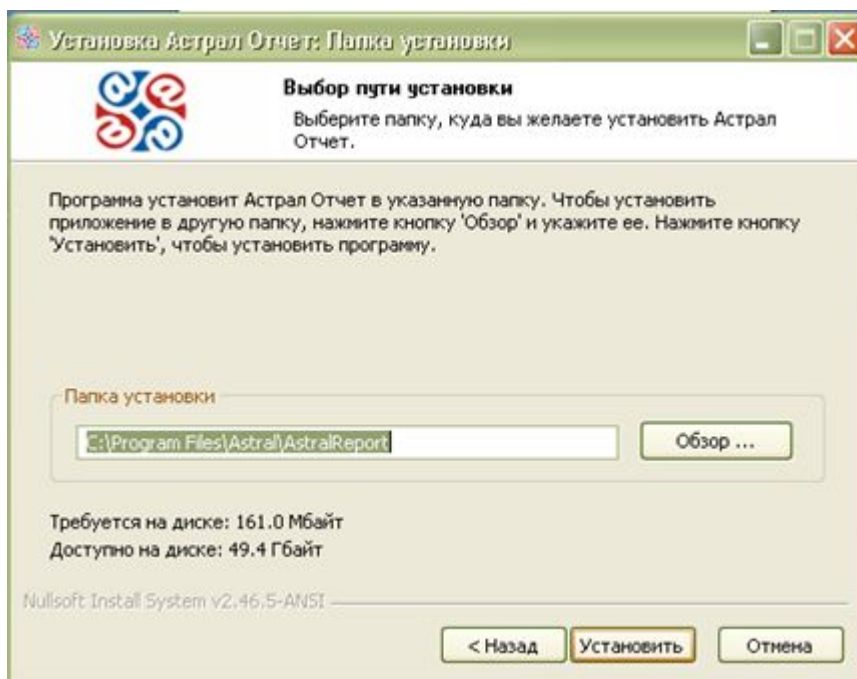 Установка Астрал Отчет: Папка установки
Выбор пути установки
Выберите папку, куда вы желаете установить Астрал
Отчет.
Программа установит Астрал Отчет в указанную папку. Чтобы установить
приложение в другую папку, нажмите кнопку 'Обзор' и укажите ее. Нажмите кнопку
'Установить', чтобы установить программу.
Папка установки
C:\Program Files\Astral\AstralReport
Обзор ...
Требуется на диске: 161.0 Мбайт
Доступно на диске: 49.4 Гбайт
Nullsoft Install System v2.46.5-ANSI
< Назад
Установить
Отмена